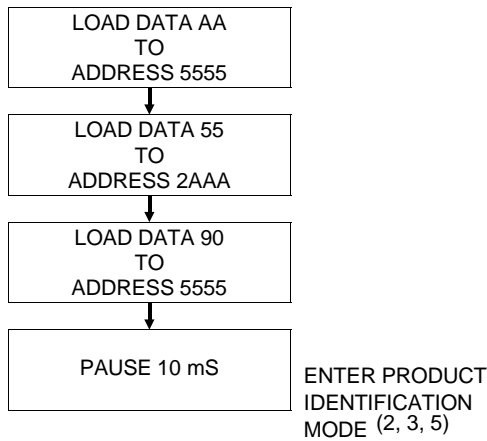 LOAD DATA AA
TO
ADDRESS 5555
LOAD DATA 55
TO
ADDRESS 2AAA
LOAD DATA 90
TO
ADDRESS 5555
PAUSE 10 mS
ENTER PRODUCT
IDENTIFICATION
MODE (2, 3, 5)